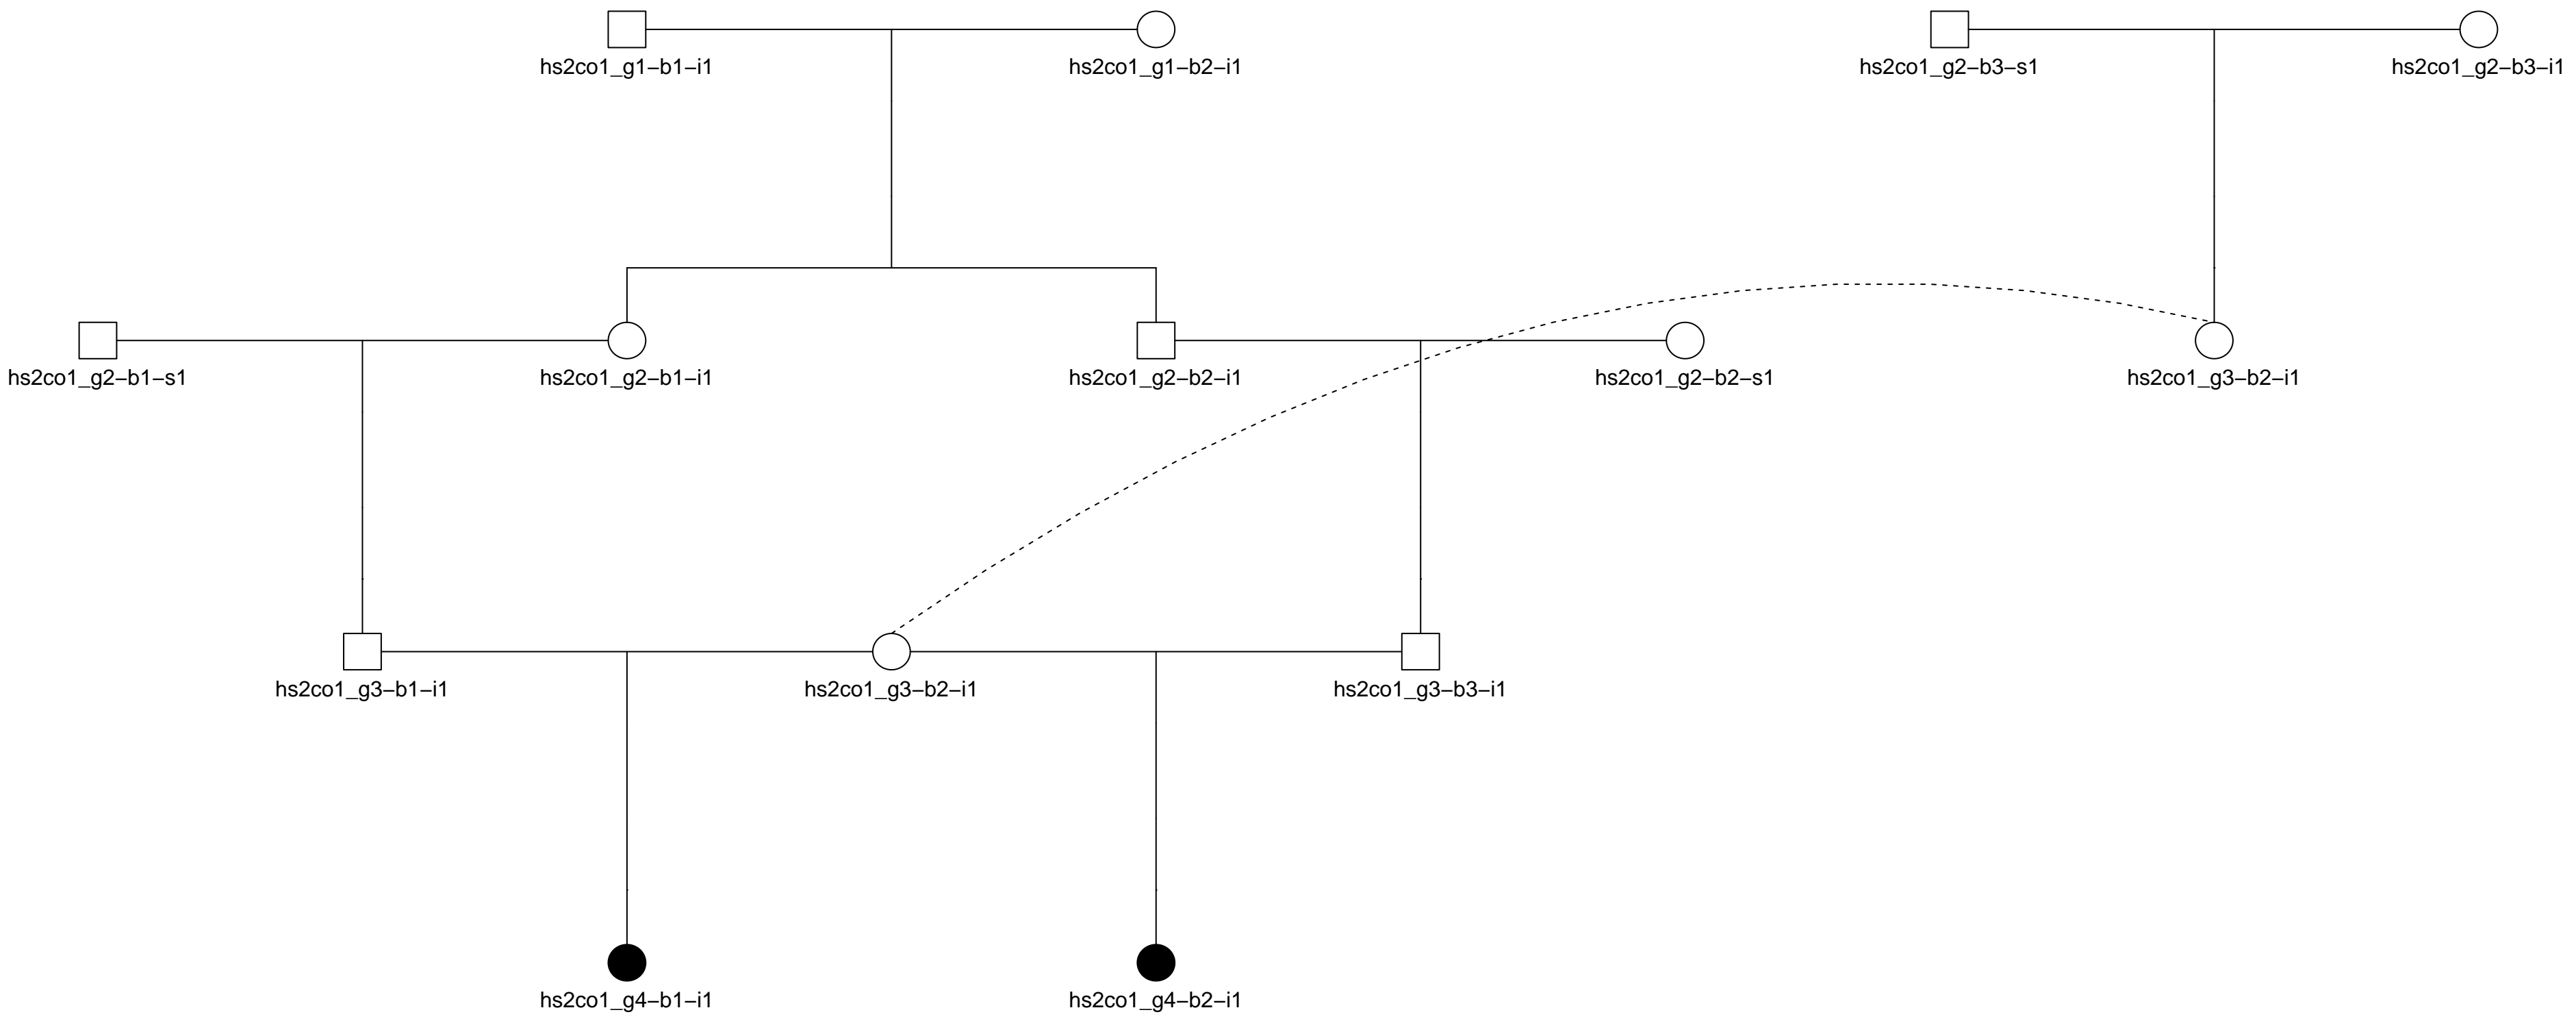 hs2co1_g1−b1−i1
hs2co1_g1−b2−i1
hs2co1_g2−b3−s1
hs2co1_g2−b3−i1
hs2co1_g2−b1−s1
hs2co1_g2−b1−i1
hs2co1_g2−b2−i1
hs2co1_g2−b2−s1
hs2co1_g3−b2−i1
hs2co1_g3−b1−i1
hs2co1_g3−b2−i1
hs2co1_g3−b3−i1
hs2co1_g4−b1−i1
hs2co1_g4−b2−i1